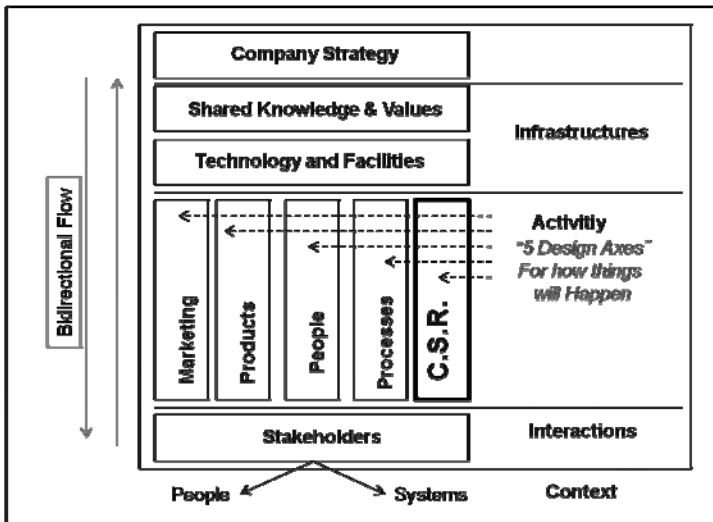 Company Strategy
Shared Knowledge & Values
Infrastructures
Technology and Facilities
Bidirectional Flow
Marketing
Products
People
Processes
C.S.R.
Activitiy
"5 Design Axes"
For how things
will Happen
Stakeholders
Interactions
People
Systems
Context